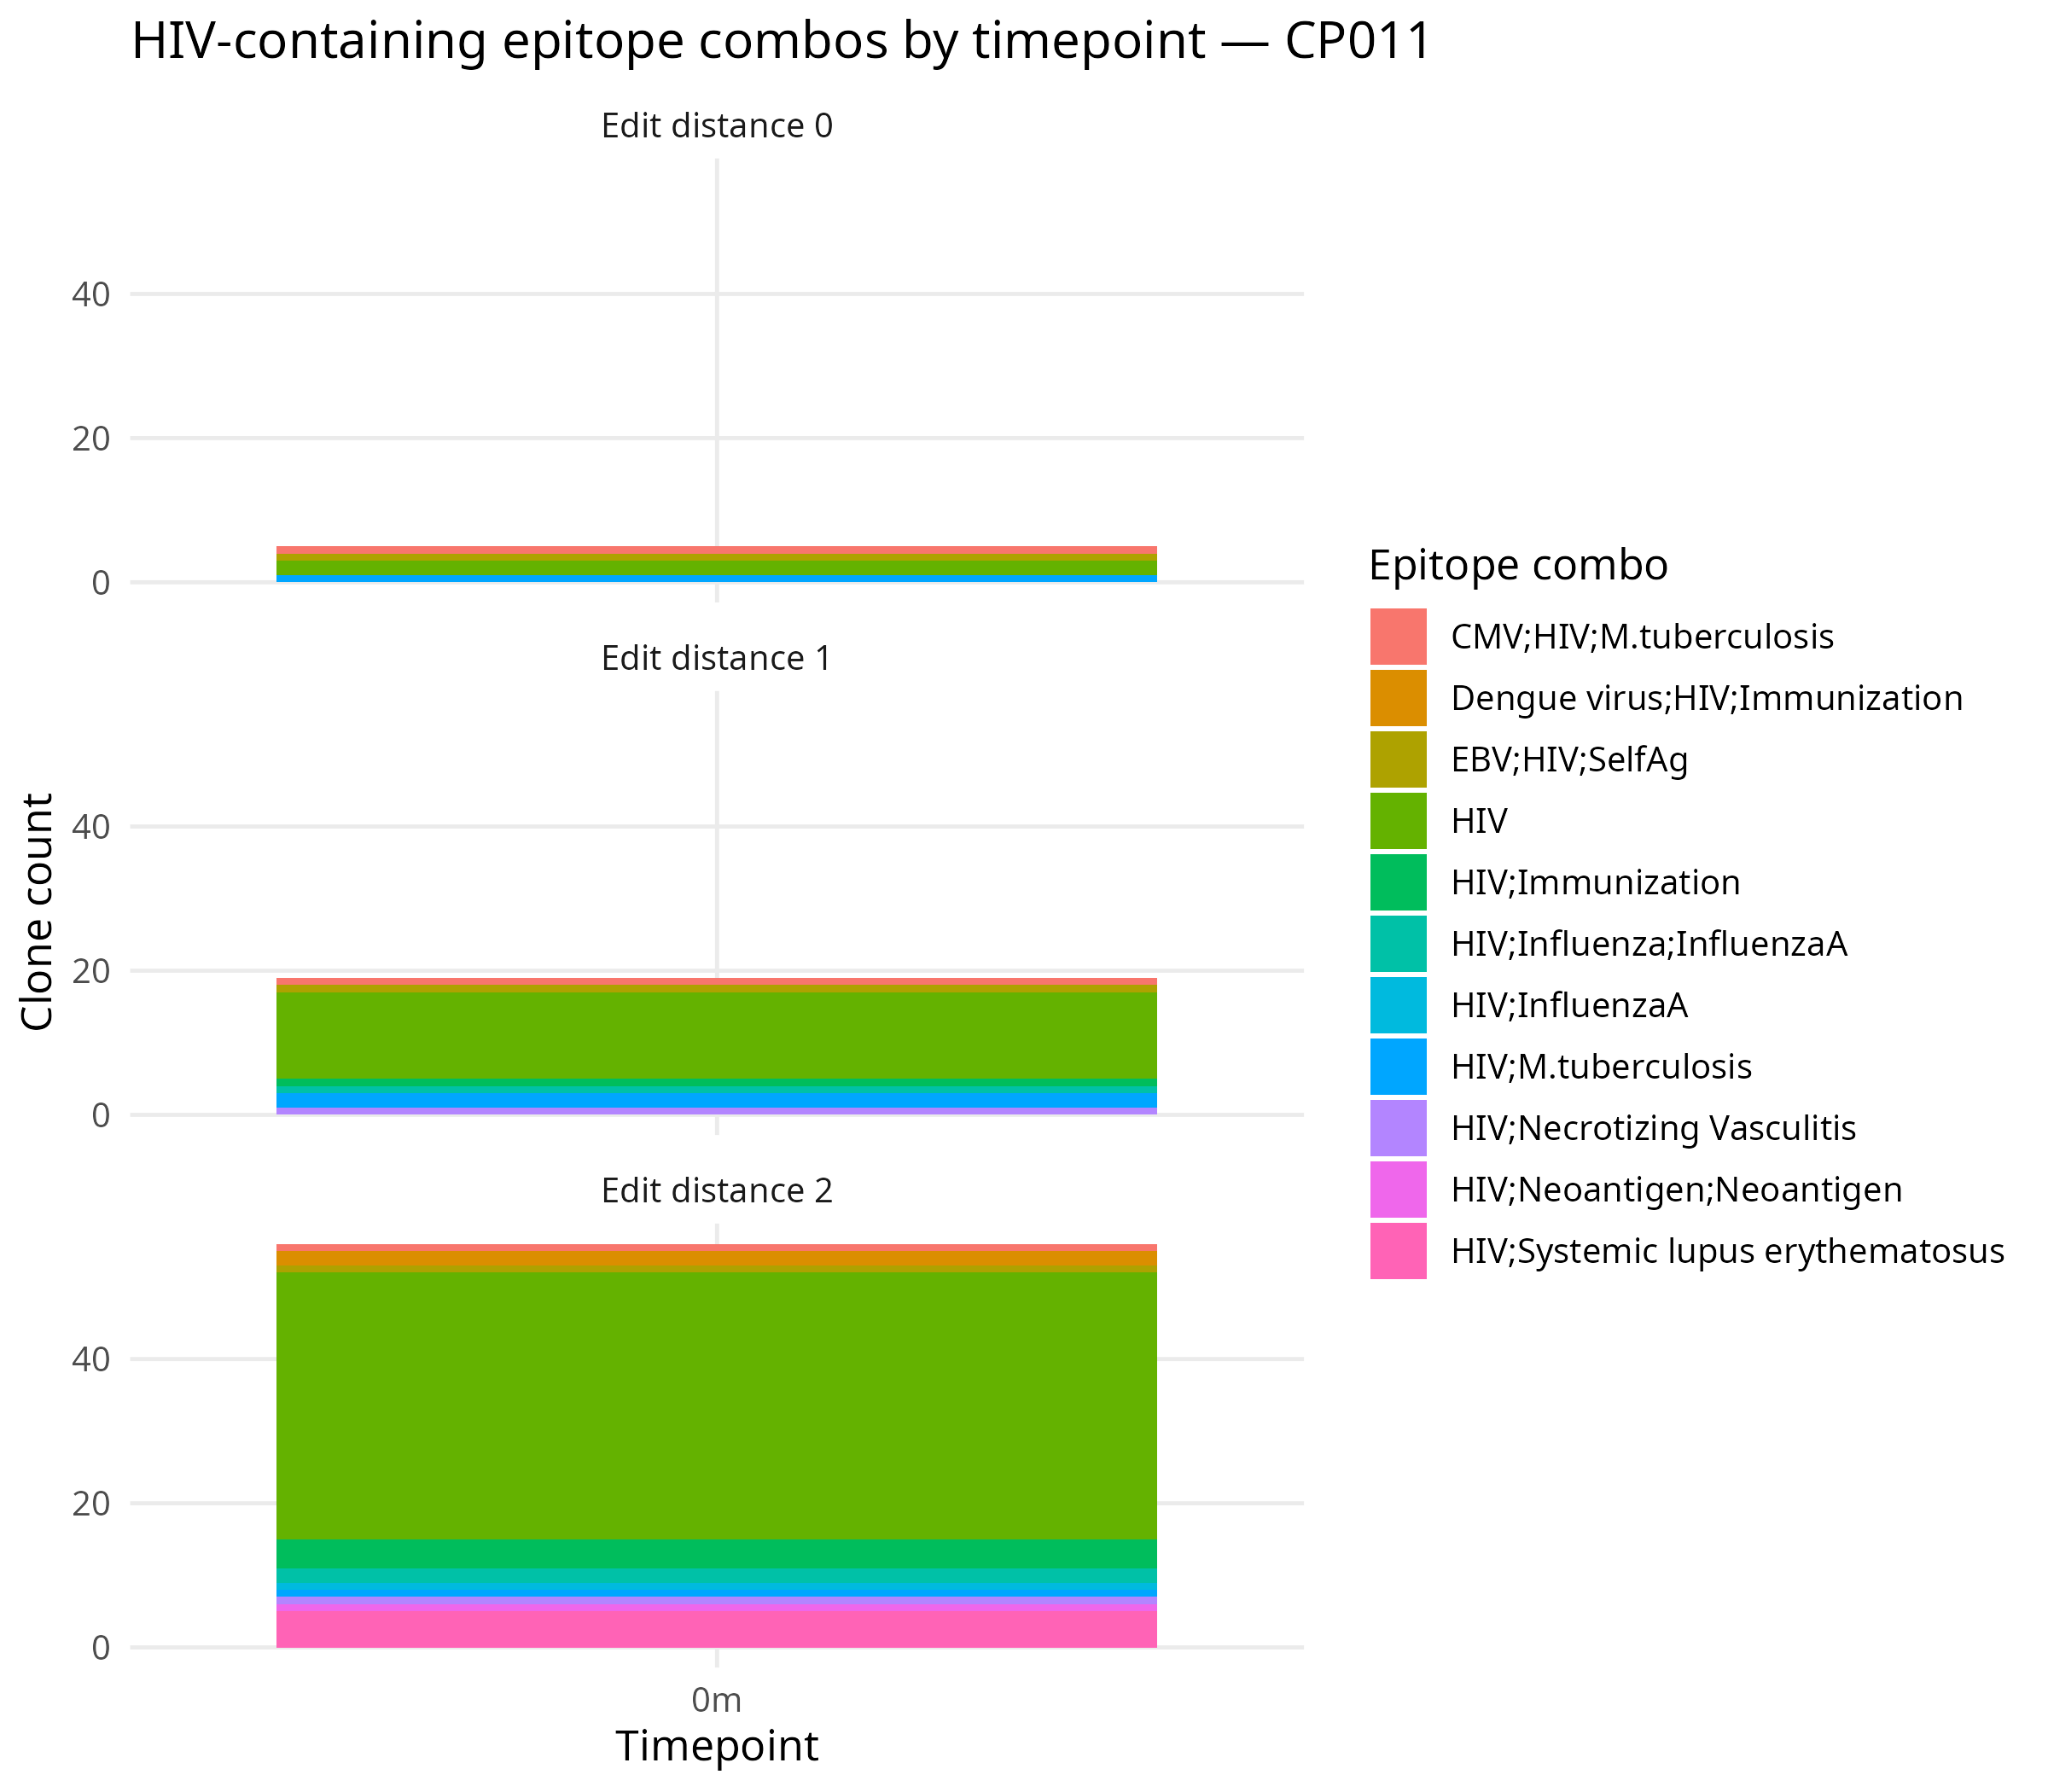 HIV-containing epitope combos by timepoint — CP011
Edit distance 0
40
20
0
Edit distance 1
40
20
0
Edit distance 2
40
20
0
Clone count
0m
Timepoint
Epitope combo
CMV;HIV;M.tuberculosis
Dengue virus;HIV;Immunization
EBV;HIV;SelfAg
HIV
HIV;Immunization
HIV;Influenza;InfluenzaA
HIV;InfluenzaA
HIV;M.tuberculosis
HIV;Necrotizing Vasculitis
HIV;Neoantigen;Neoantigen
HIV;Systemic lupus erythematosus